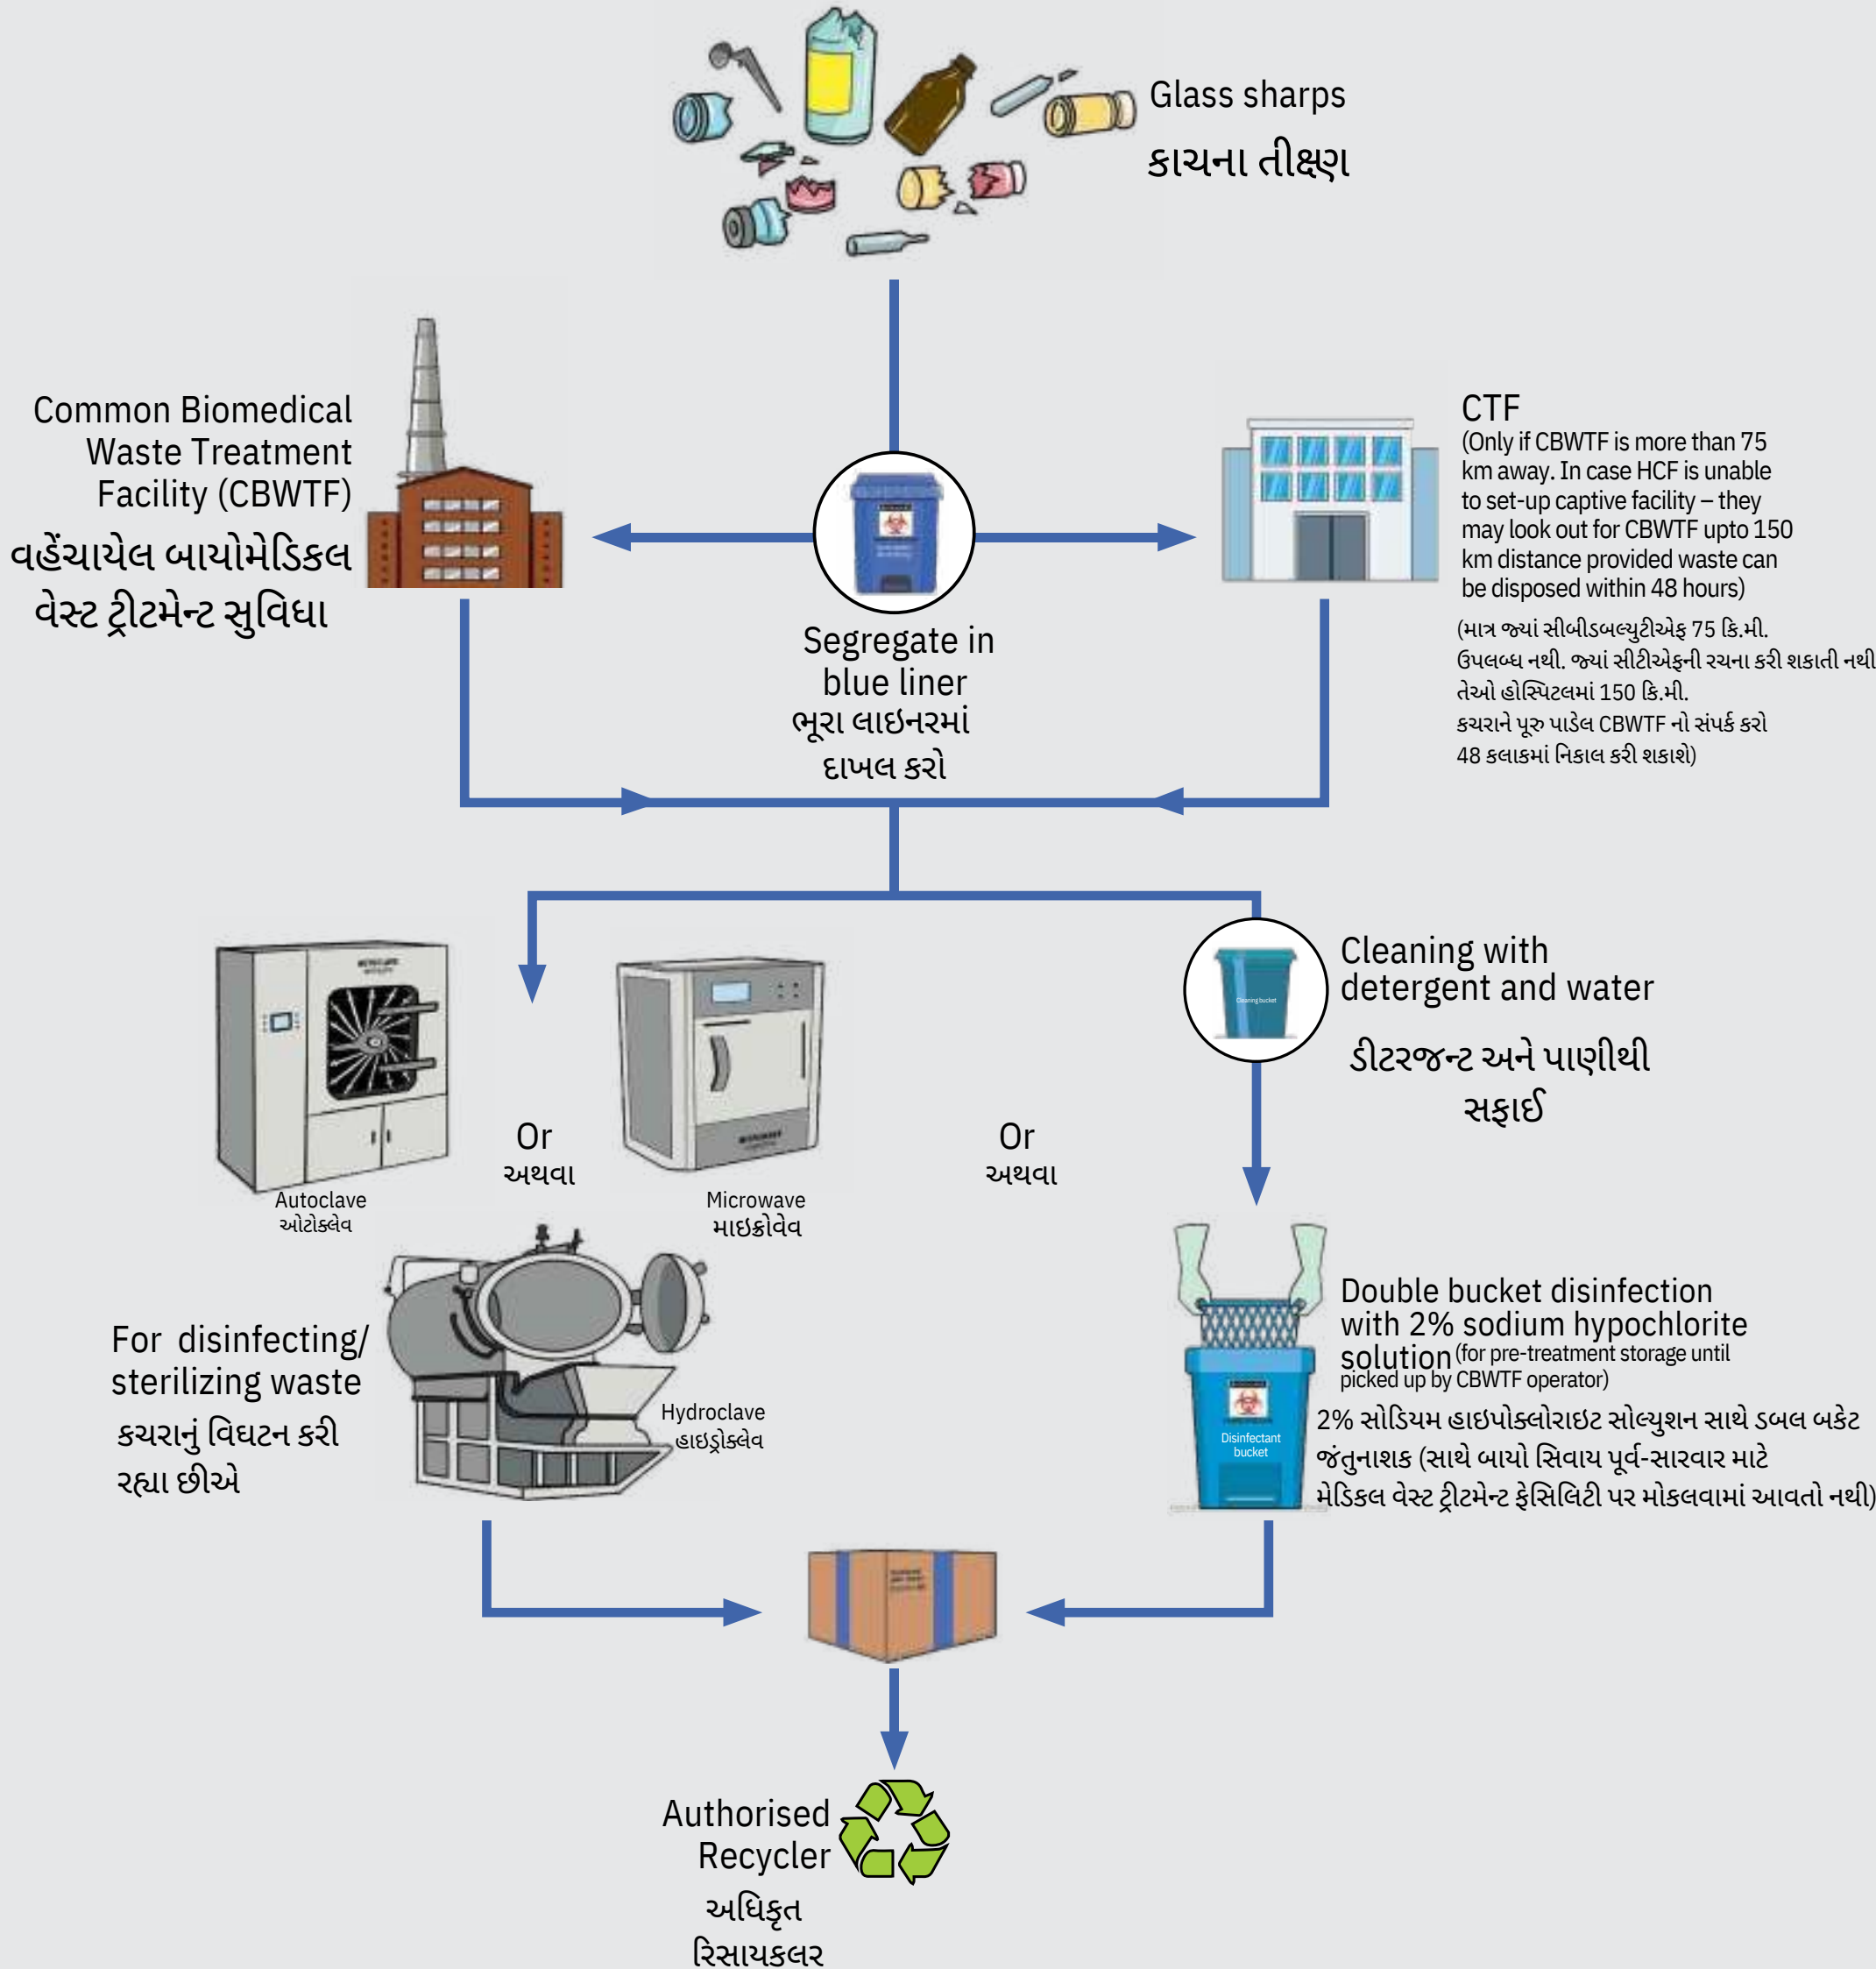 Glass sharps
કાચના તીક્ષ્ણ
Common Biomedical
Waste Treatment
Facility (CBWTF)
વહેંચાયેલ બાયોમેડિકલ
વેસ્ટ ટ્રીટમેન્ટ સુવિધા
Segregate in
blue liner
ભૂરા લાઇનરમાં
દાખલ કરો
CTF
(Only if CBWTF is more than 75
km away. In case HCF is unable
to set-up captive facility – they
may look out for CBWTF upto 150
km distance provided waste can
be disposed within 48 hours)
(માત્ર જ્યાં સીબીડબલ્યુટીએફ 75 કિ.મી.
ઉપલબ્ધ નથી. જ્યાં સીટીએફની રચના કરી શકાતી નથી
તેઓ હોસ્પિટલમાં 150 કિ.મી.
કચરાને પૂરુ પાડેલ CBWTF નો સંપર્ક કરો
48 કલાકમાં નિકાલ કરી શકાશે)
Cleaning bucket
Cleaning with
detergent and water
ડીટરજન્ટ અને પાણીથી
સફાઈ
Autoclave
ઓટોક્લેવ
Or
અથવા
Microwave
માઇક્રોવેવ
Or
અથવા
For disinfecting/
sterilizing waste
કચરાનું વિઘટન કરી
રહ્યા છીએ
Hydroclave
હાઇડ્રોક્લેવ
Disinfectant
bucket
Double bucket disinfection
with 2% sodium hypochlorite
solution (for pre-treatment storage until
picked up by CBWTF operator)
2% સોડિયમ હાઇપોક્લોરાઇટ સોલ્યુશન સાથે ડબલ બકેટ
જંતુનાશક (સાથે બાયો સિવાય પૂર્વ-સારવાર માટે
મેડિકલ વેસ્ટ ટ્રીટમેન્ટ ફેસિલિટી પર મોકલવામાં આવતો નથી)
Authorised
Recycler
અધિકૃત
રિસાયકલર